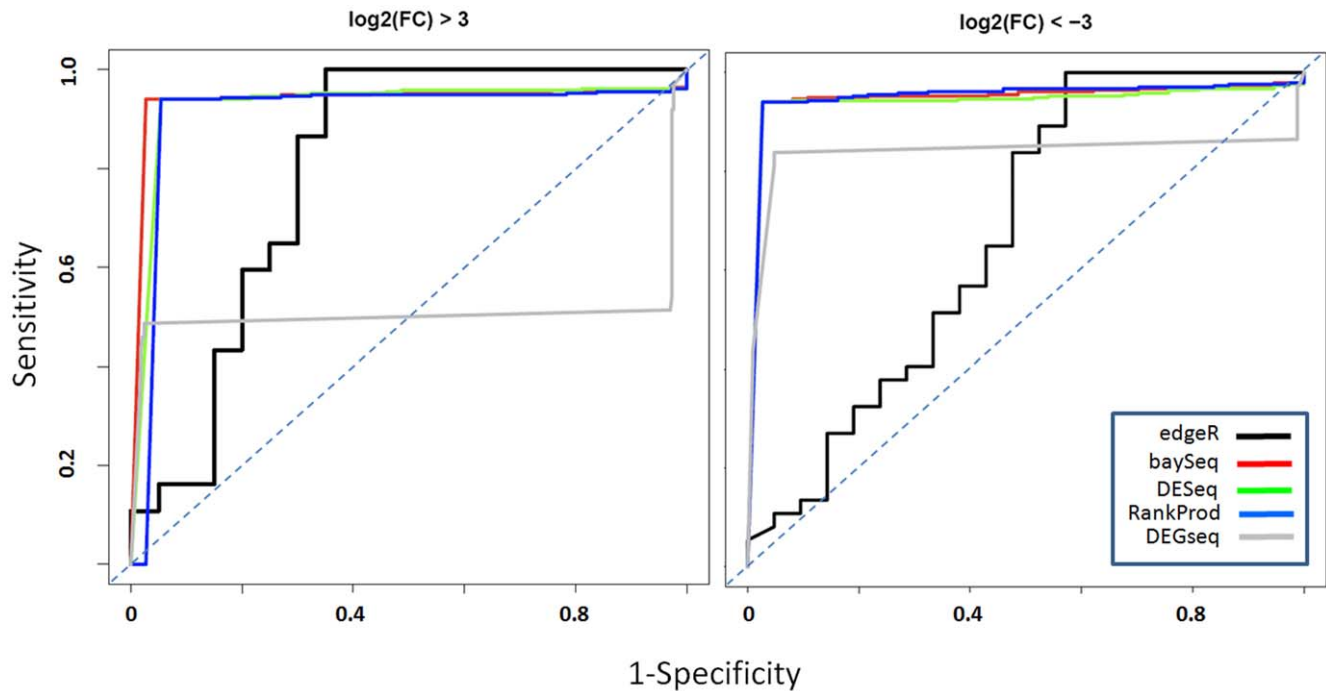 log2(FC) > 3
log2(FC) < −3
Sensitivity
1.0
0.6
0.2
0
0.4
0.8
0
0.4
0.8
edgeR
baySeq
DESeq
RankProd
DEGseq
1-Specificity